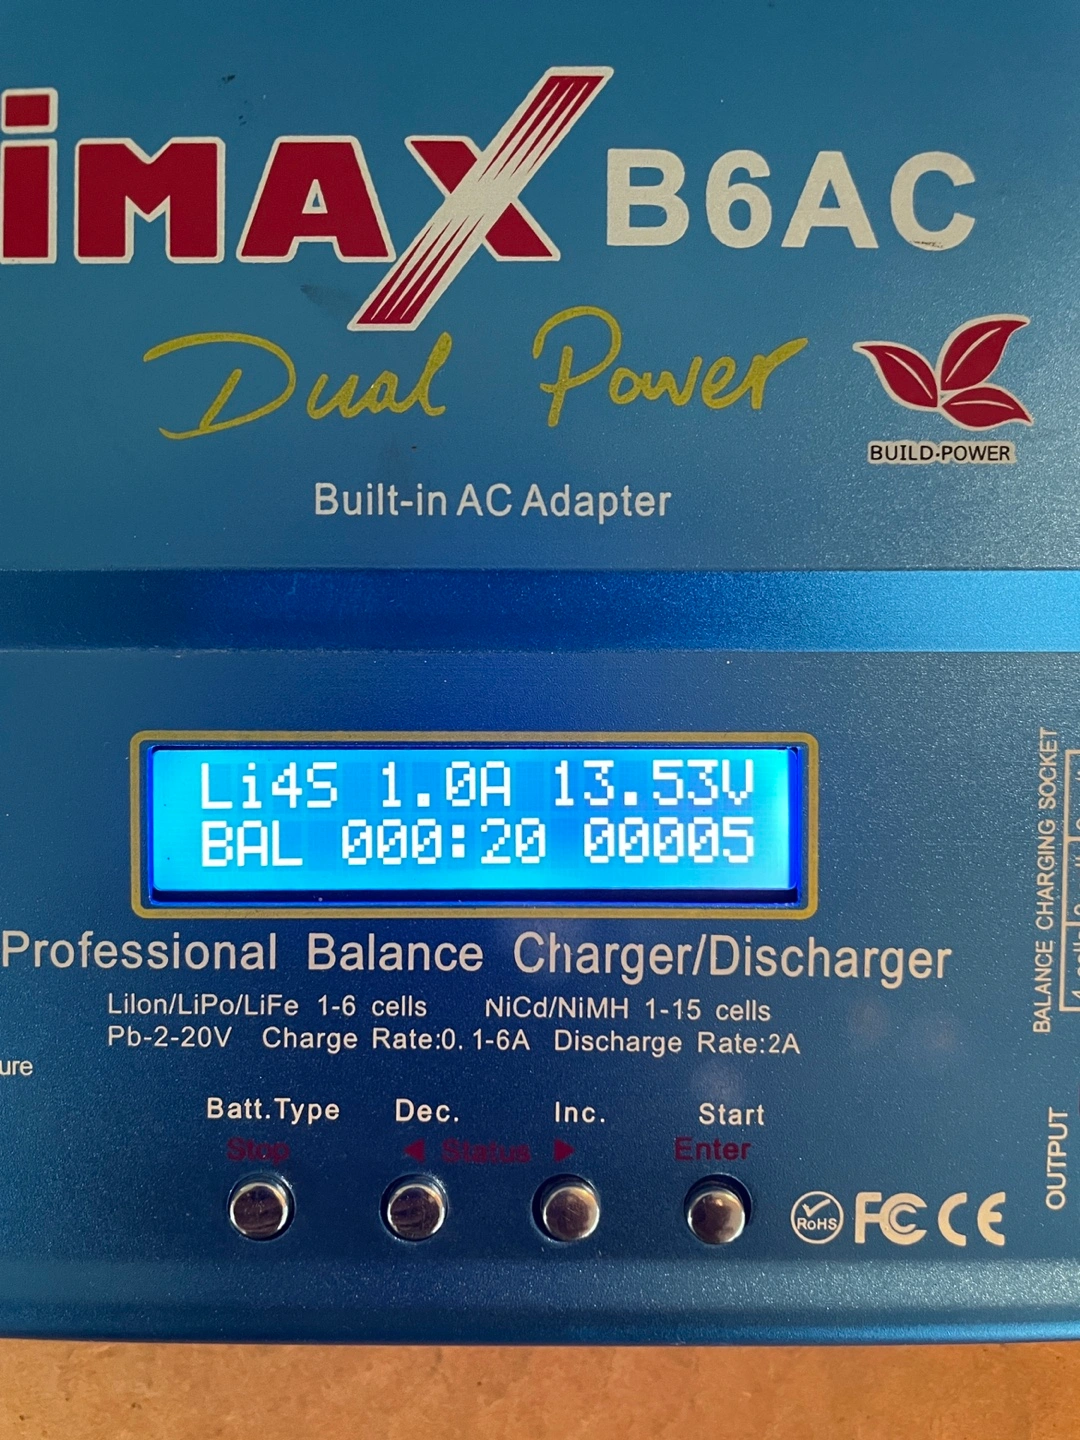 iMAX B6AC
Dual Power
BUILD·POWER
Built-in AC Adapter
Li4S 1.0A 13.53V
BAL 000:20 00005
Professional Balance Charger/Discharger
LiIon/LiPo/LiFe 1-6 cells NiCd/NiMH 1-15 cells
Pb-2-20V Charge Rate:0.1-6A Discharge Rate:2A
ure
Batt.Type Dec. Inc. Start
Stop ◀ Status ▶ Enter
RoHS FC CE
BALANCE CHARGING SOCKET
OUTPUT